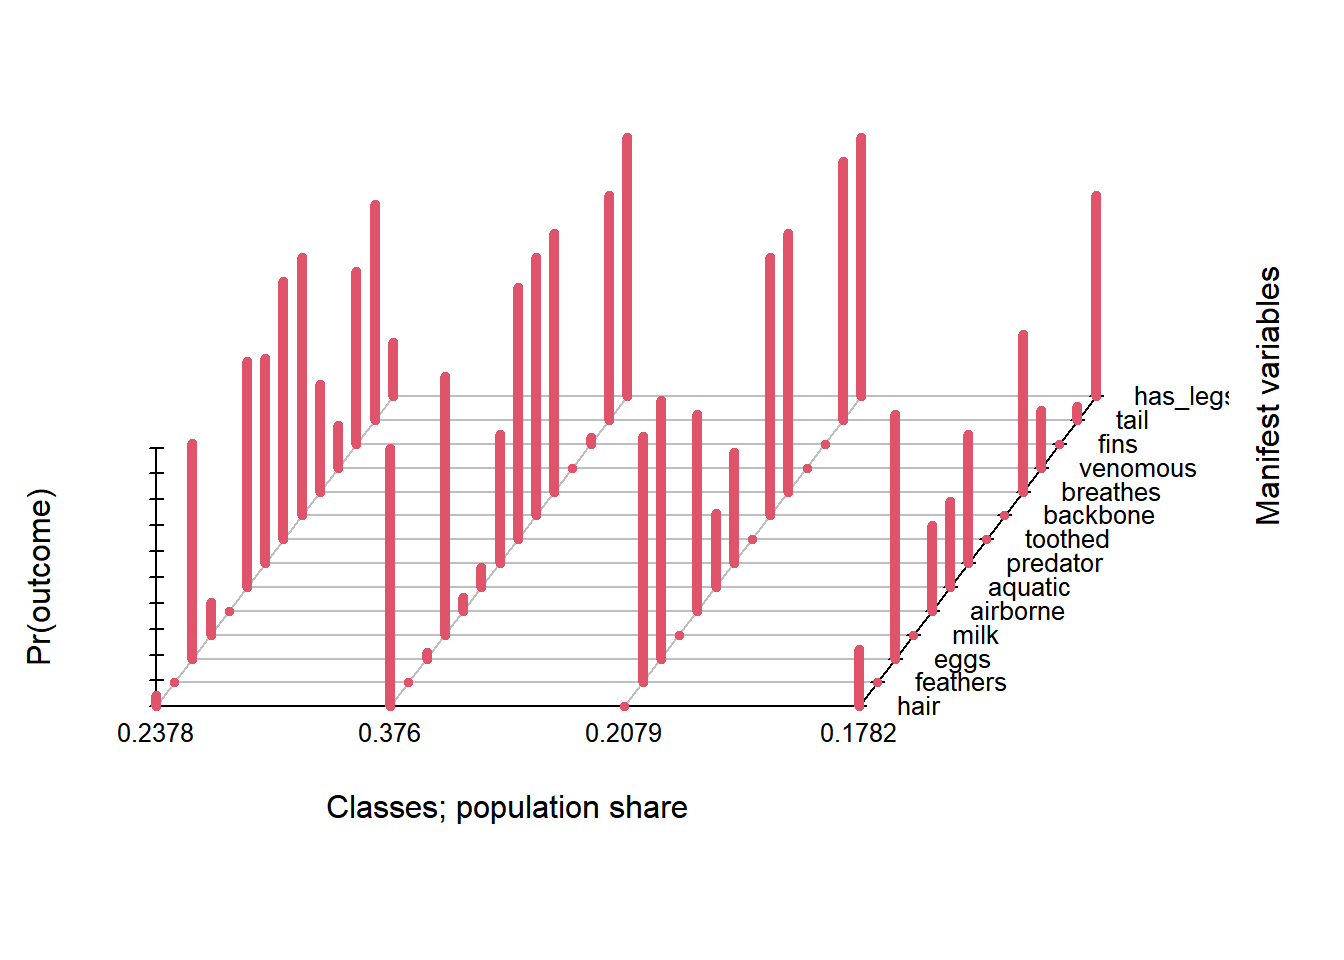 has_legs
tail
fins
venomous
breathes
backbone
toothed
predator
aquatic
airborne
milk
eggs
feathers
hair
Manifest variables
Pr(outcome)
0.2378 0.376 0.2079 0.1782
Classes; population share